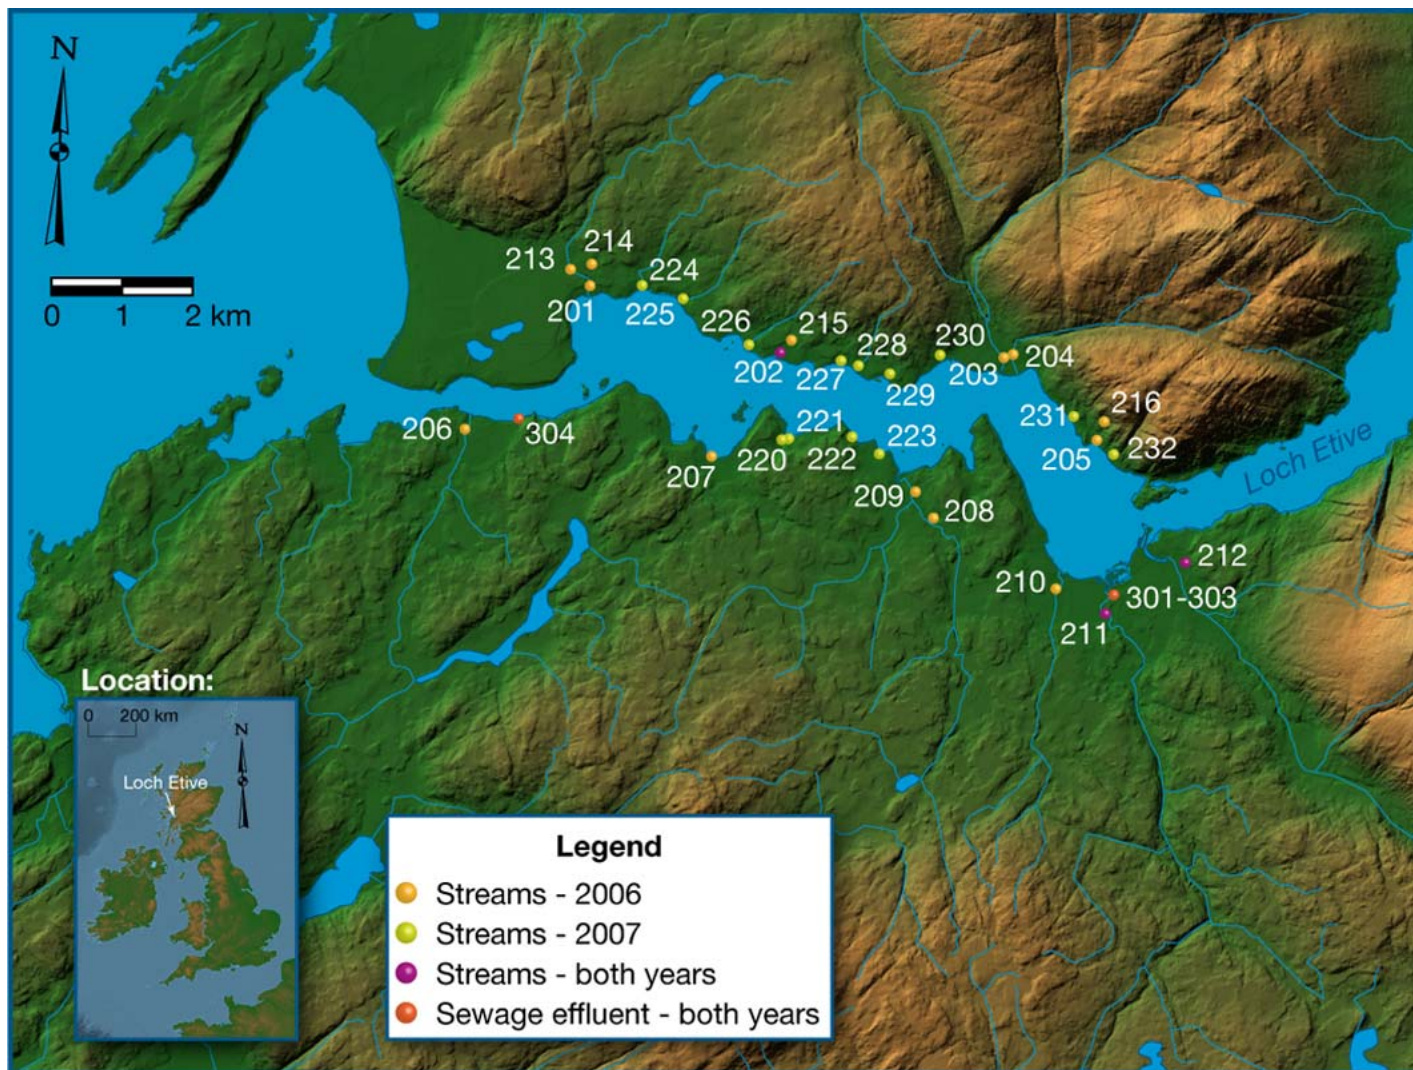 N
0 1 2 km
213
214
201
224
225
226
215
202
227
228
229
230
203
204
231
216
205
232
206
304
207
220
221
222
223
209
208
210
212
301-303
211
Loch Etive
Location:
0 200 km
N
Loch Etive
Legend
Streams - 2006
Streams - 2007
Streams - both years
Sewage effluent - both years